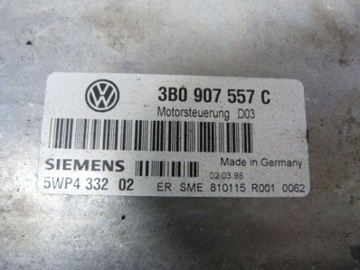 3B0 907 557 C
Motorsteuerung D03
SIEMENS
Made in Germany
5WP4 332 02
02.03.98
ER SME 810115 R001 0062